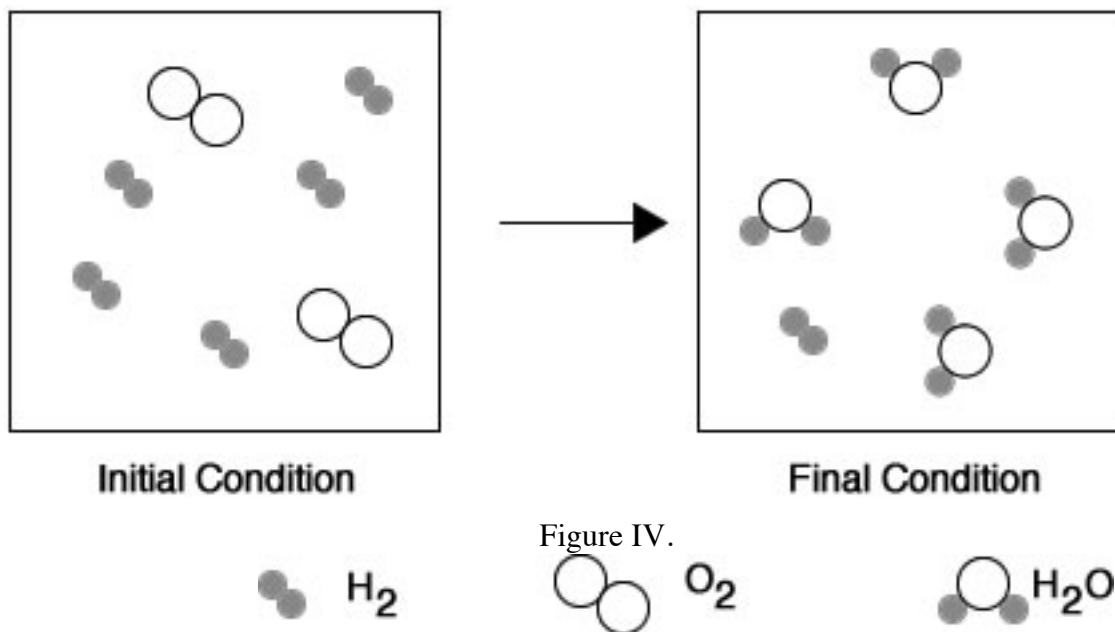 Initial Condition
Final Condition
Figure IV.
H2
O2
H2O